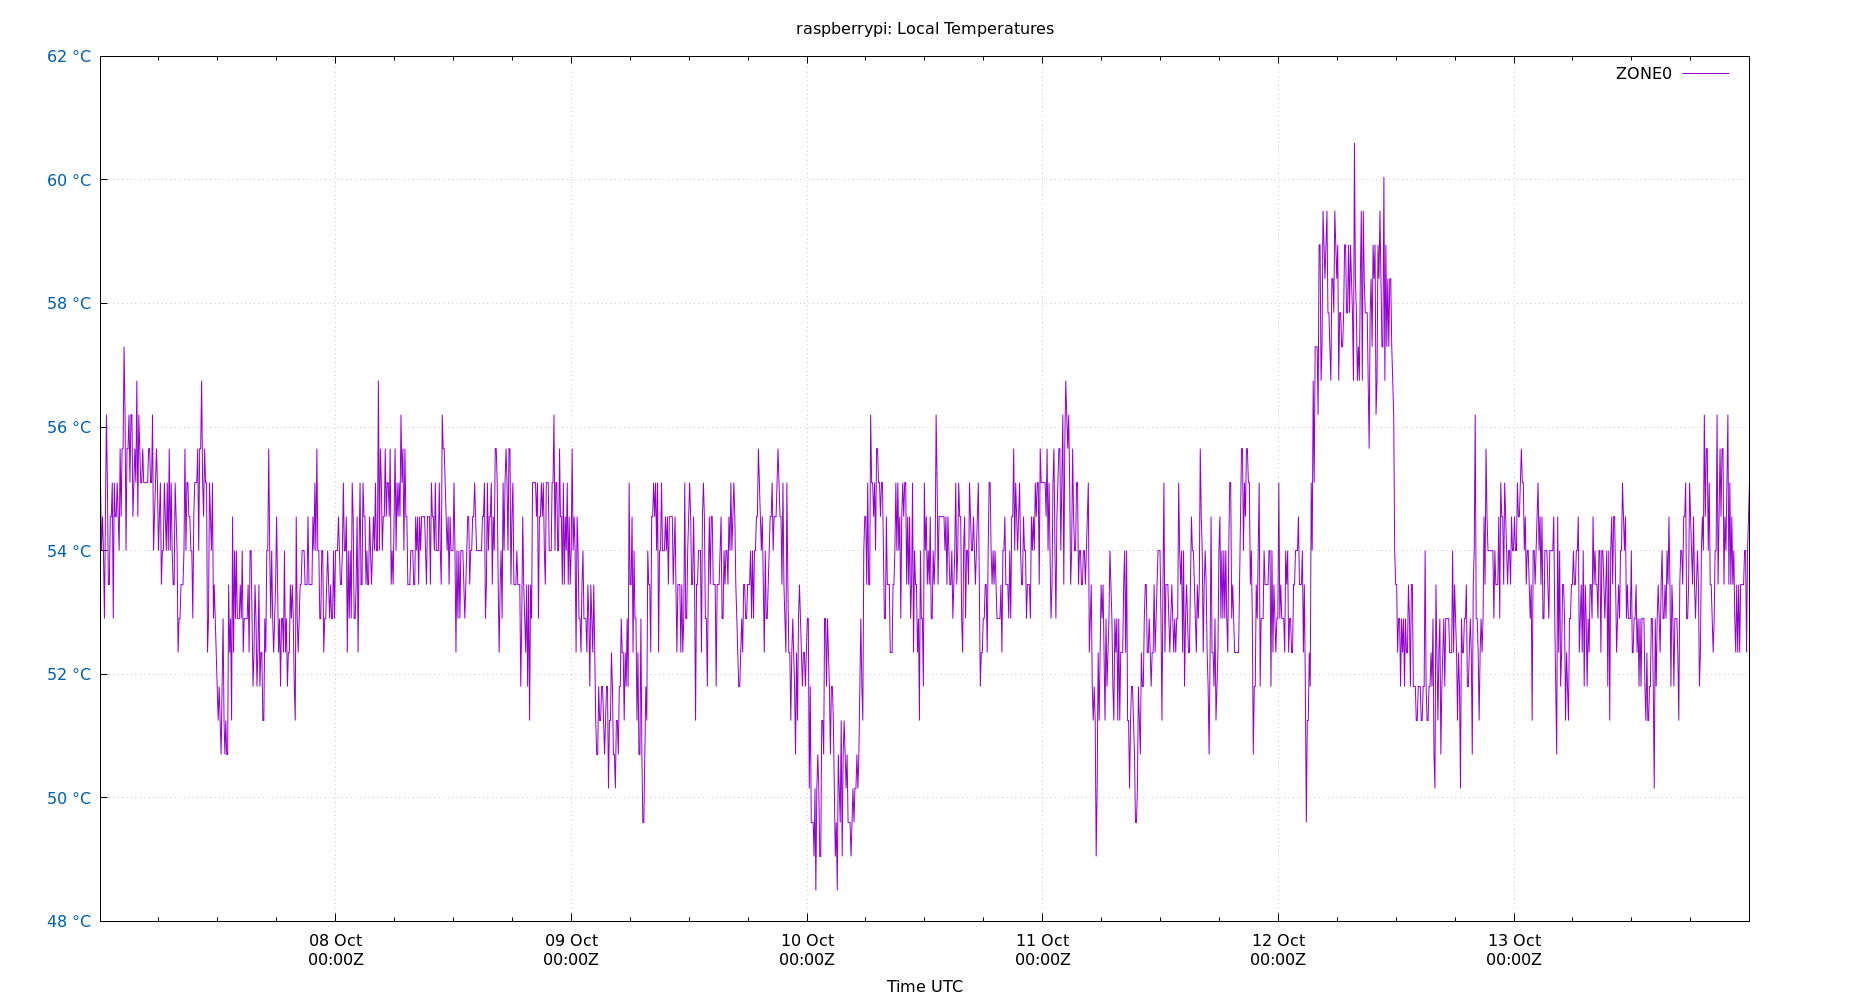 raspberrypi: Local Temperatures
62 °C
ZONE0
60 °C
58 °C
56 °C
54 °C
52 °C
50 °C
48 °C
08 Oct 09 Oct 10 Oct 11 Oct 12 Oct 13 Oct
00:00Z 00:00Z 00:00Z 00:00Z 00:00Z 00:00Z
Time UTC